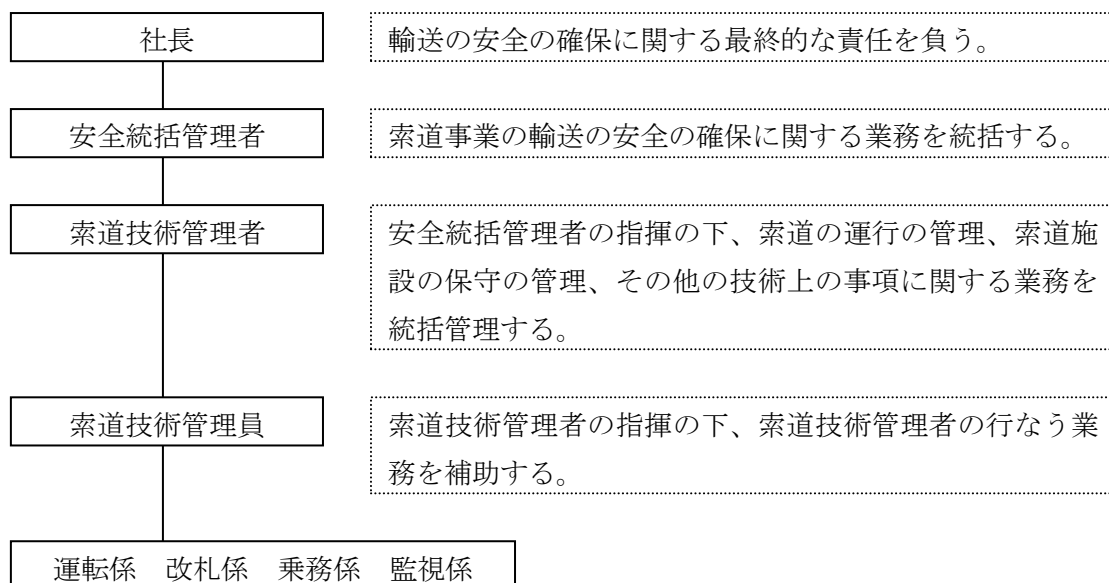 社長
輸送の安全の確保に関する最終的な責任を負う。
安全統括管理者
索道事業の輸送の安全の確保に関する業務を統括する。
索道技術管理者
安全統括管理者の指揮の下、索道の運行の管理、索道施
設の保守の管理、その他の技術上の事項に関する業務を
統括管理する。
索道技術管理員
索道技術管理者の指揮の下、索道技術管理者の行なう業
務を補助する。
運転係　改札係　乗務係　監視係